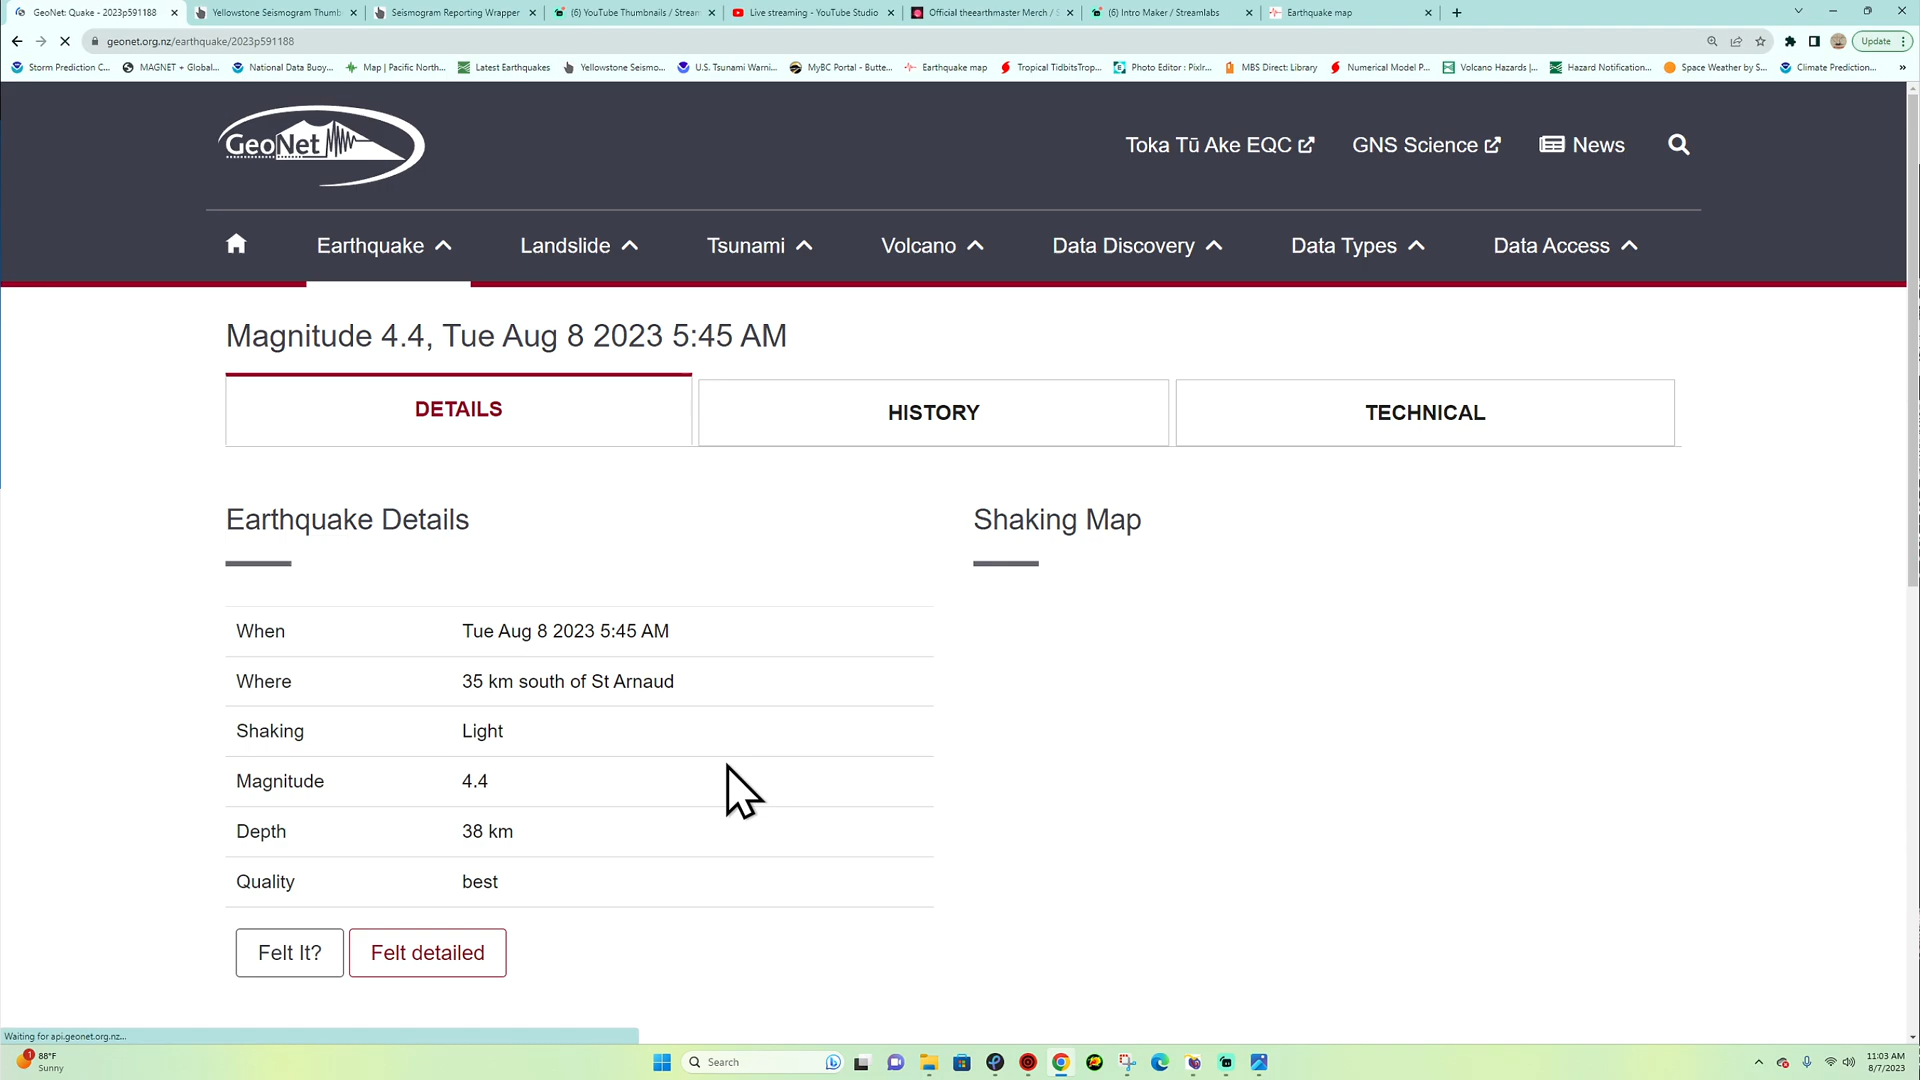 GeoNet: Quake - 2023p591188
Yellowstone Seismogram Thumb
Seismogram Reporting Wrapper
(6) YouTube Thumbnails / Stream
Live streaming - YouTube Studio
Official theearthmaster Merch / S
(6) Intro Maker / Streamlabs
Earthquake map
geonet.org.nz/earthquake/2023p591188
Update
Storm Prediction C...
MAGNET + Global...
National Data Buoy...
Map | Pacific North...
Latest Earthquakes
Yellowstone Seismo...
U.S. Tsunami Warni...
MyBC Portal - Butte...
Earthquake map
Tropical TidbitsTrop...
Photo Editor : Pixlr...
MBS Direct: Library
Numerical Model P...
Volcano Hazards |...
Hazard Notification...
Space Weather by S...
Climate Prediction...
»
GeoNet
Toka Tū Ake EQC
GNS Science
News
Earthquake
Landslide
Tsunami
Volcano
Data Discovery
Data Types
Data Access
Magnitude 4.4, Tue Aug 8 2023 5:45 AM
DETAILS
HISTORY
TECHNICAL
Earthquake Details
Shaking Map
When Tue Aug 8 2023 5:45 AM
Where 35 km south of St Arnaud
Shaking Light
Magnitude 4.4
Depth 38 km
Quality best
Felt It?
Felt detailed
Waiting for api.geonet.org.nz...
1
88°F
Sunny
Search
11:03 AM
8/7/2023